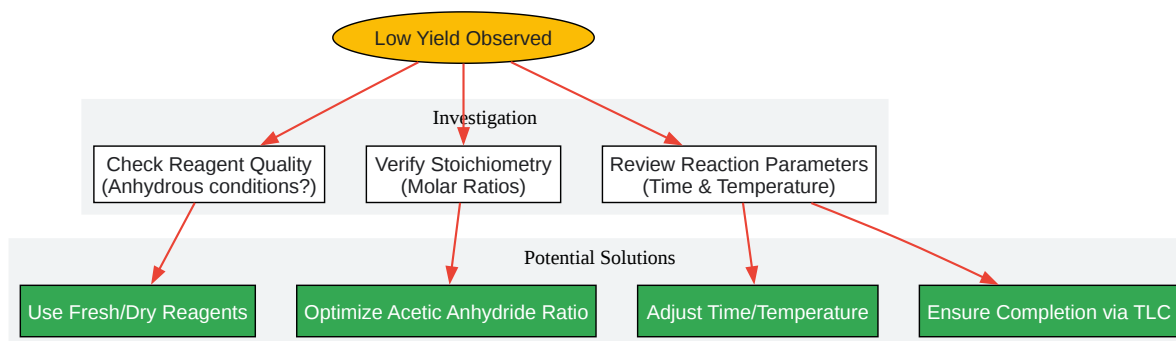 Low Yield Observed
Investigation
Check Reagent Quality
(Anhydrous conditions?)
Verify Stoichiometry
(Molar Ratios)
Review Reaction Parameters
(Time & Temperature)
Potential Solutions
Use Fresh/Dry Reagents
Optimize Acetic Anhydride Ratio
Adjust Time/Temperature
Ensure Completion via TLC